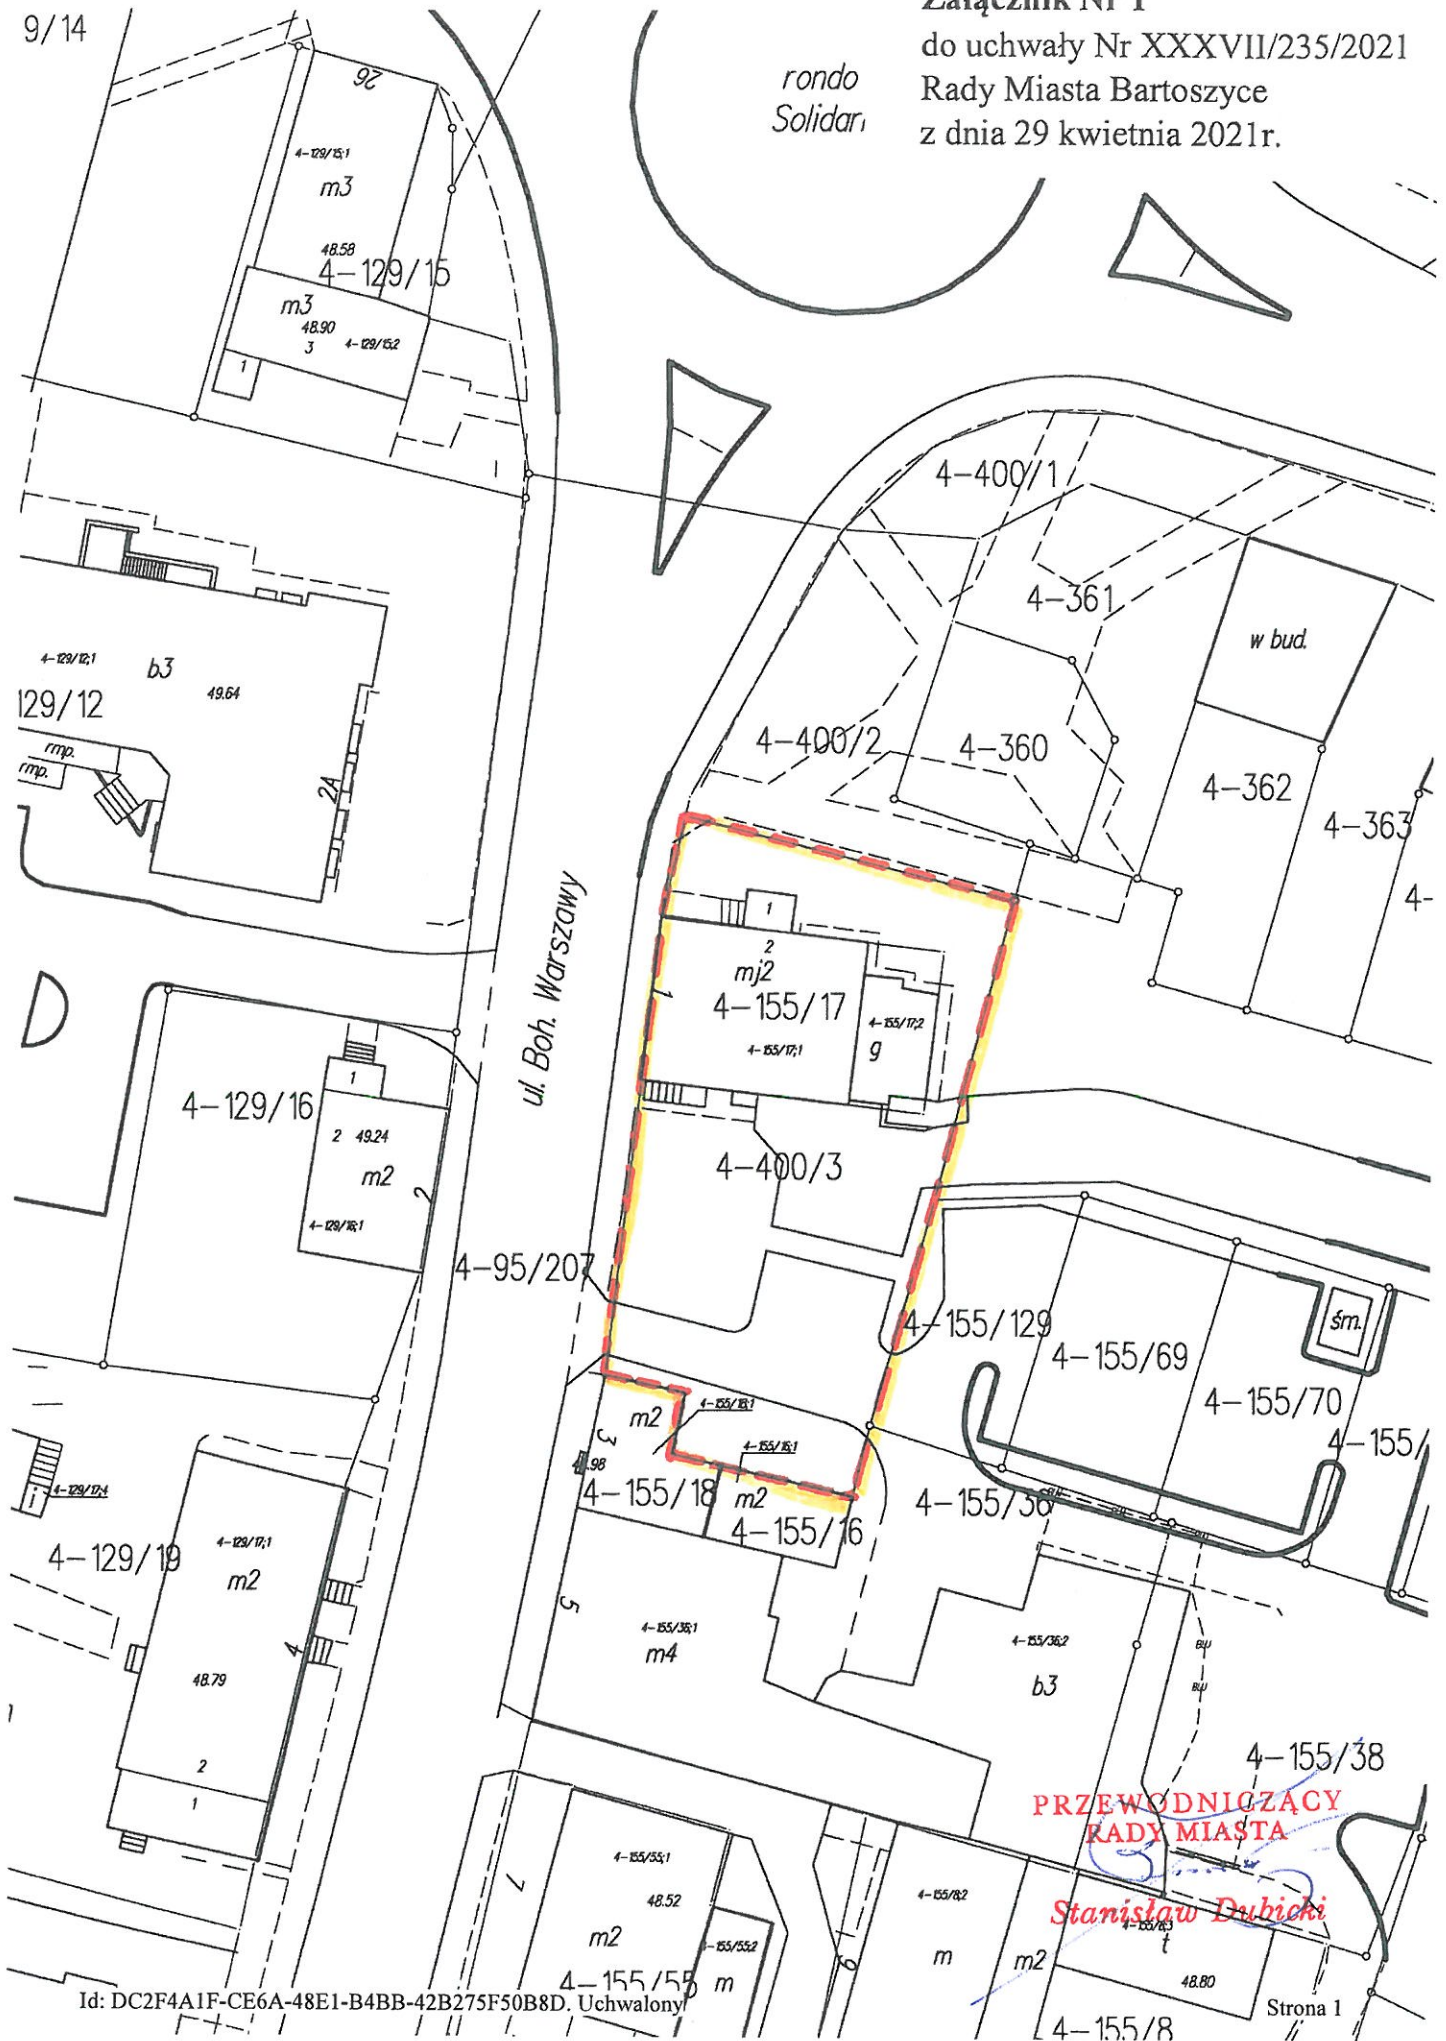 9/14
Załącznik Nr 1
do uchwały Nr XXXVII/235/2021
Rady Miasta Bartoszyce
z dnia 29 kwietnia 2021r.
rondo
Solidar
26
4-129/15;1
m3
48.58
4-129/15
m3
48.90
3
4-129/15;2
1
4-400/1
4-361
w bud.
4-129/12;1
b3
49.64
129/12
rmp.
rmp.
2A
4-400/2
4-360
4-362
4-363
4-
ul. Boh. Warszawy
1
2
mj2
1
4-155/17
4-155/17;2
4-155/17;1
g
4-129/16
1
2 49.24
m2
2
4-129/16;1
4-400/3
4-95/207
4-155/129
4-155/69
śm.
4-155/70
4-155/
m2
4-155/18;1
3
4-155/16;1
.98
4-155/18
m2
4-155/16
4-155/36
4-129/17;4
4-129/19
4-129/17;1
m2
4
48.79
2
1
5
4-155/36;1
m4
4-155/36;2
b3
4-155/38
PRZEWODNICZĄCY
RADY MIASTA
Stanisław Dubicki
7
4-155/55;1
48.52
m2
-155/55;2
m
4-155/55
9
4-155/8;2
m
m2
4-155/8;3
t
48.80
4-155/8
Id: DC2F4A1F-CE6A-48E1-B4BB-42B275F50B8D. Uchwalony
Strona 1